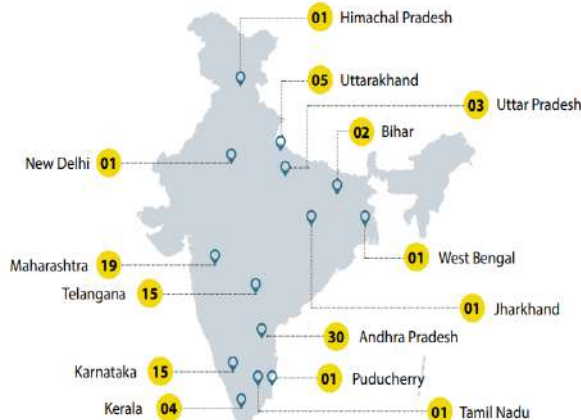 01 Himachal Pradesh
05 Uttarakhand
03 Uttar Pradesh
02 Bihar
New Delhi 01
01 West Bengal
Maharashtra 19
Telangana 15
01 Jharkhand
30 Andhra Pradesh
Karnataka 15
01 Puducherry
Kerala 04
01 Tamil Nadu